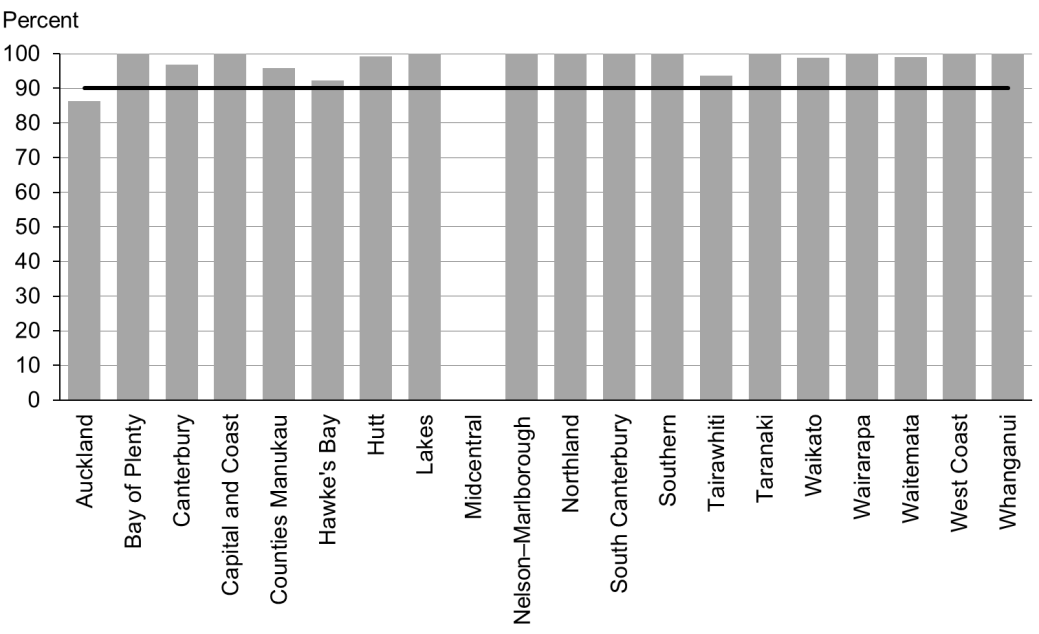 Percent
100
90
80
70
60
50
40
30
20
10
0
Auckland
Bay of Plenty
Canterbury
Capital and Coast
Counties Manukau
Hawke's Bay
Hutt
Lakes
Midcentral
Nelson–Marlborough
Northland
South Canterbury
Southern
Tairawhiti
Taranaki
Waikato
Wairarapa
Waitemata
West Coast
Whanganui